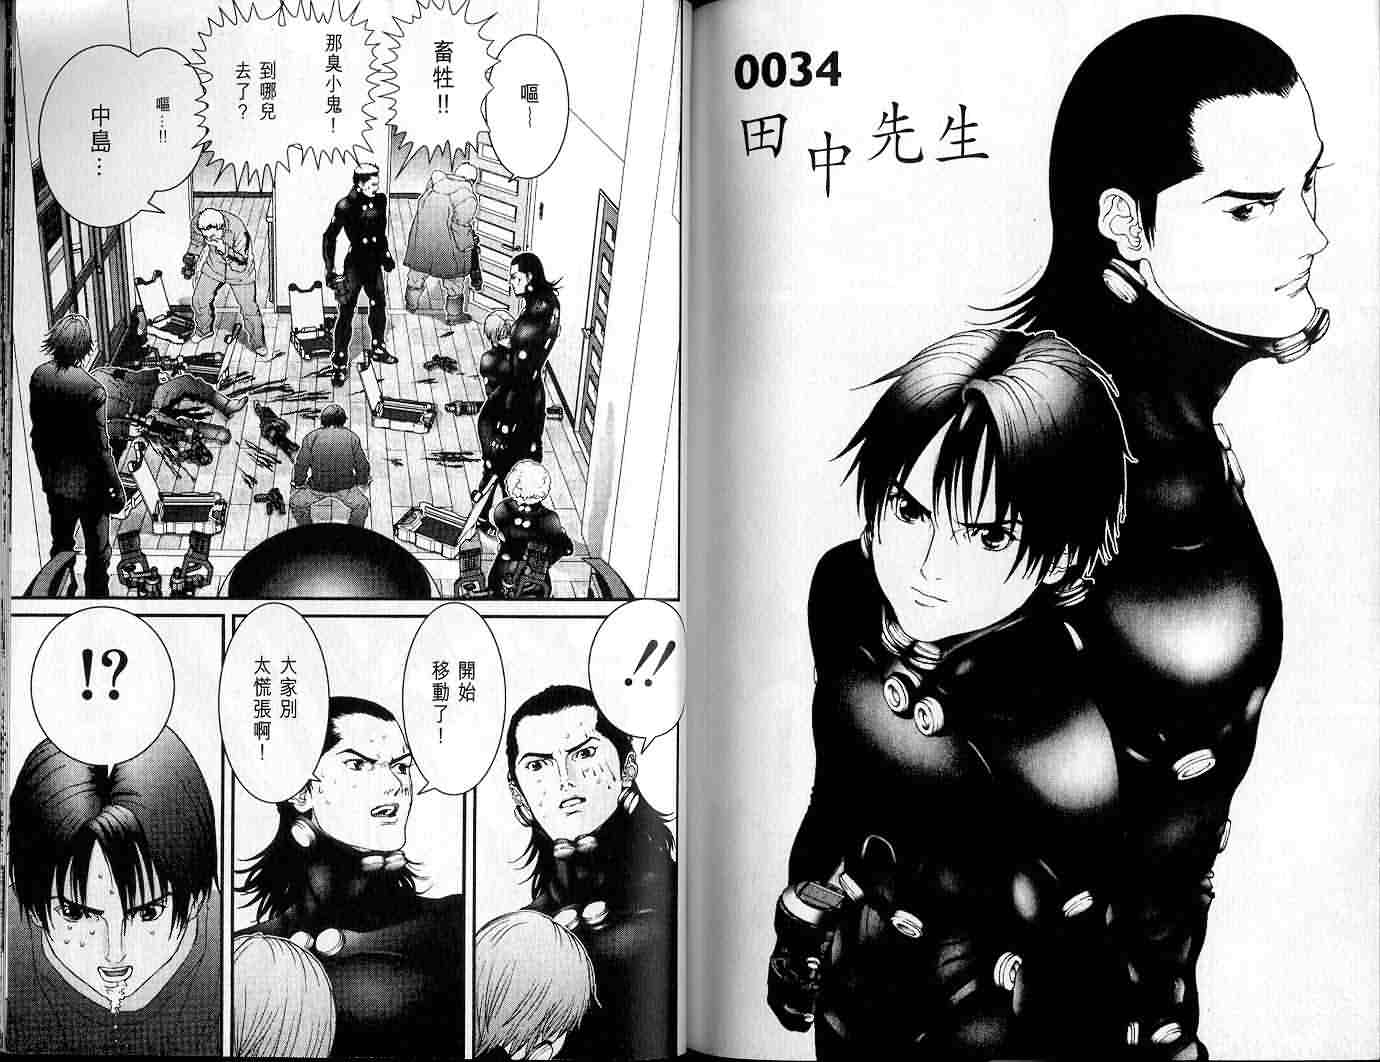 0034
田中先生
嘔～
畜牲!!
那臭小鬼！
到哪兒
去了？
嘔…!!
中島…
!!
開始
移動了！
大家別
太慌張啊！
!?